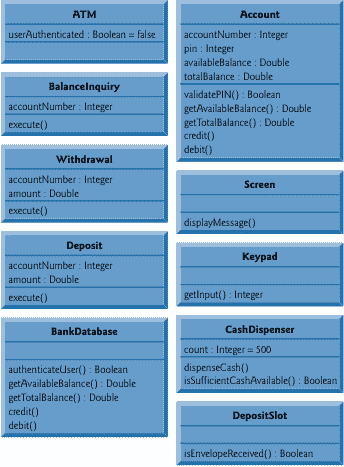 ATM
userAuthenticated : Boolean = false
BalanceInquiry
accountNumber : Integer
execute()
Withdrawal
accountNumber : Integer
amount : Double
execute()
Deposit
accountNumber : Integer
amount : Double
execute()
BankDatabase
authenticateUser() : Boolean
getAvailableBalance() : Double
getTotalBalance() : Double
credit()
debit()
Account
accountNumber : Integer
pin : Integer
availableBalance : Double
totalBalance : Double
validatePIN() : Boolean
getAvailableBalance() : Double
getTotalBalance() : Double
credit()
debit()
Screen
displayMessage()
Keypad
getInput() : Integer
CashDispenser
count : Integer = 500
dispenseCash()
isSufficientCashAvailable() : Boolean
DepositSlot
isEnvelopeReceived() : Boolean